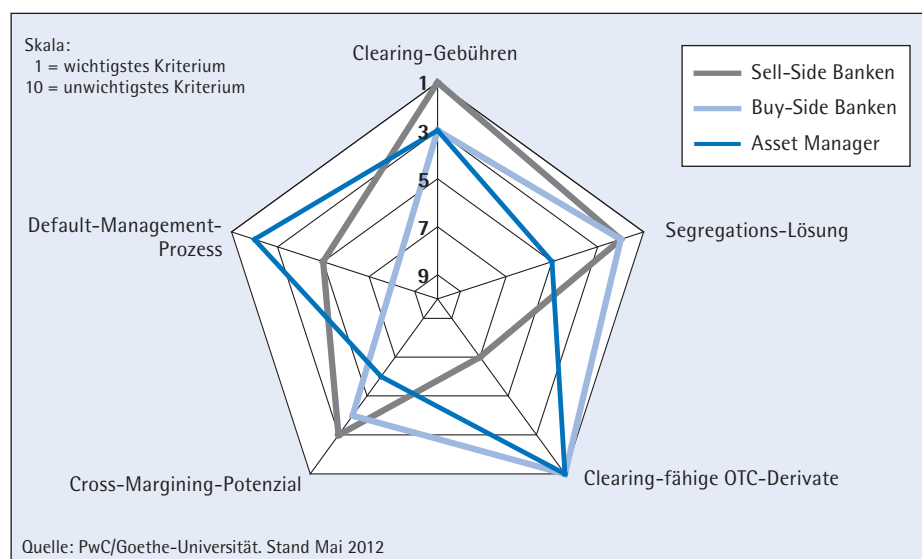 Skala:
1 = wichtigstes Kriterium
10 = unwichtigstes Kriterium
Clearing-Gebühren
Sell-Side Banken
Buy-Side Banken
Asset Manager
1
3
5
7
9
Default-Management-
Prozess
Segregations-Lösung
Cross-Margining-Potenzial
Clearing-fähige OTC-Derivate
Quelle: PwC/Goethe-Universität. Stand Mai 2012